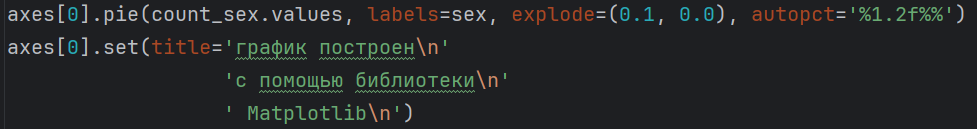 axes[0].pie(count_sex.values, labels=sex, explode=(0.1, 0.0), autopct='%1.2f%%')
axes[0].set(title='график построен\n'
'с помощью библиотеки\n'
' Matplotlib\n')